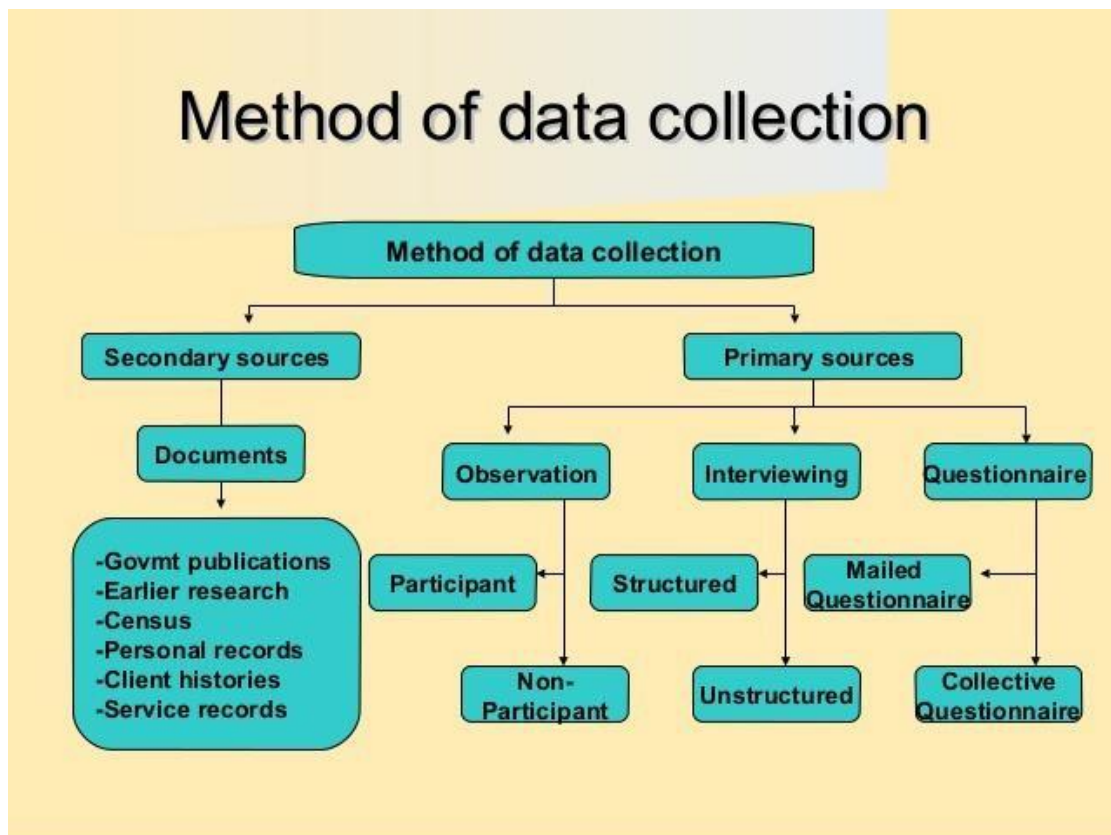 Method of data collection
Method of data collection
Secondary sources
Primary sources
Documents
Observation
Interviewing
Questionnaire
-Govmt publications
-Earlier research
-Census
-Personal records
-Client histories
-Service records
Participant
Structured
Mailed
Questionnaire
Non-
Participant
Unstructured
Collective
Questionnaire